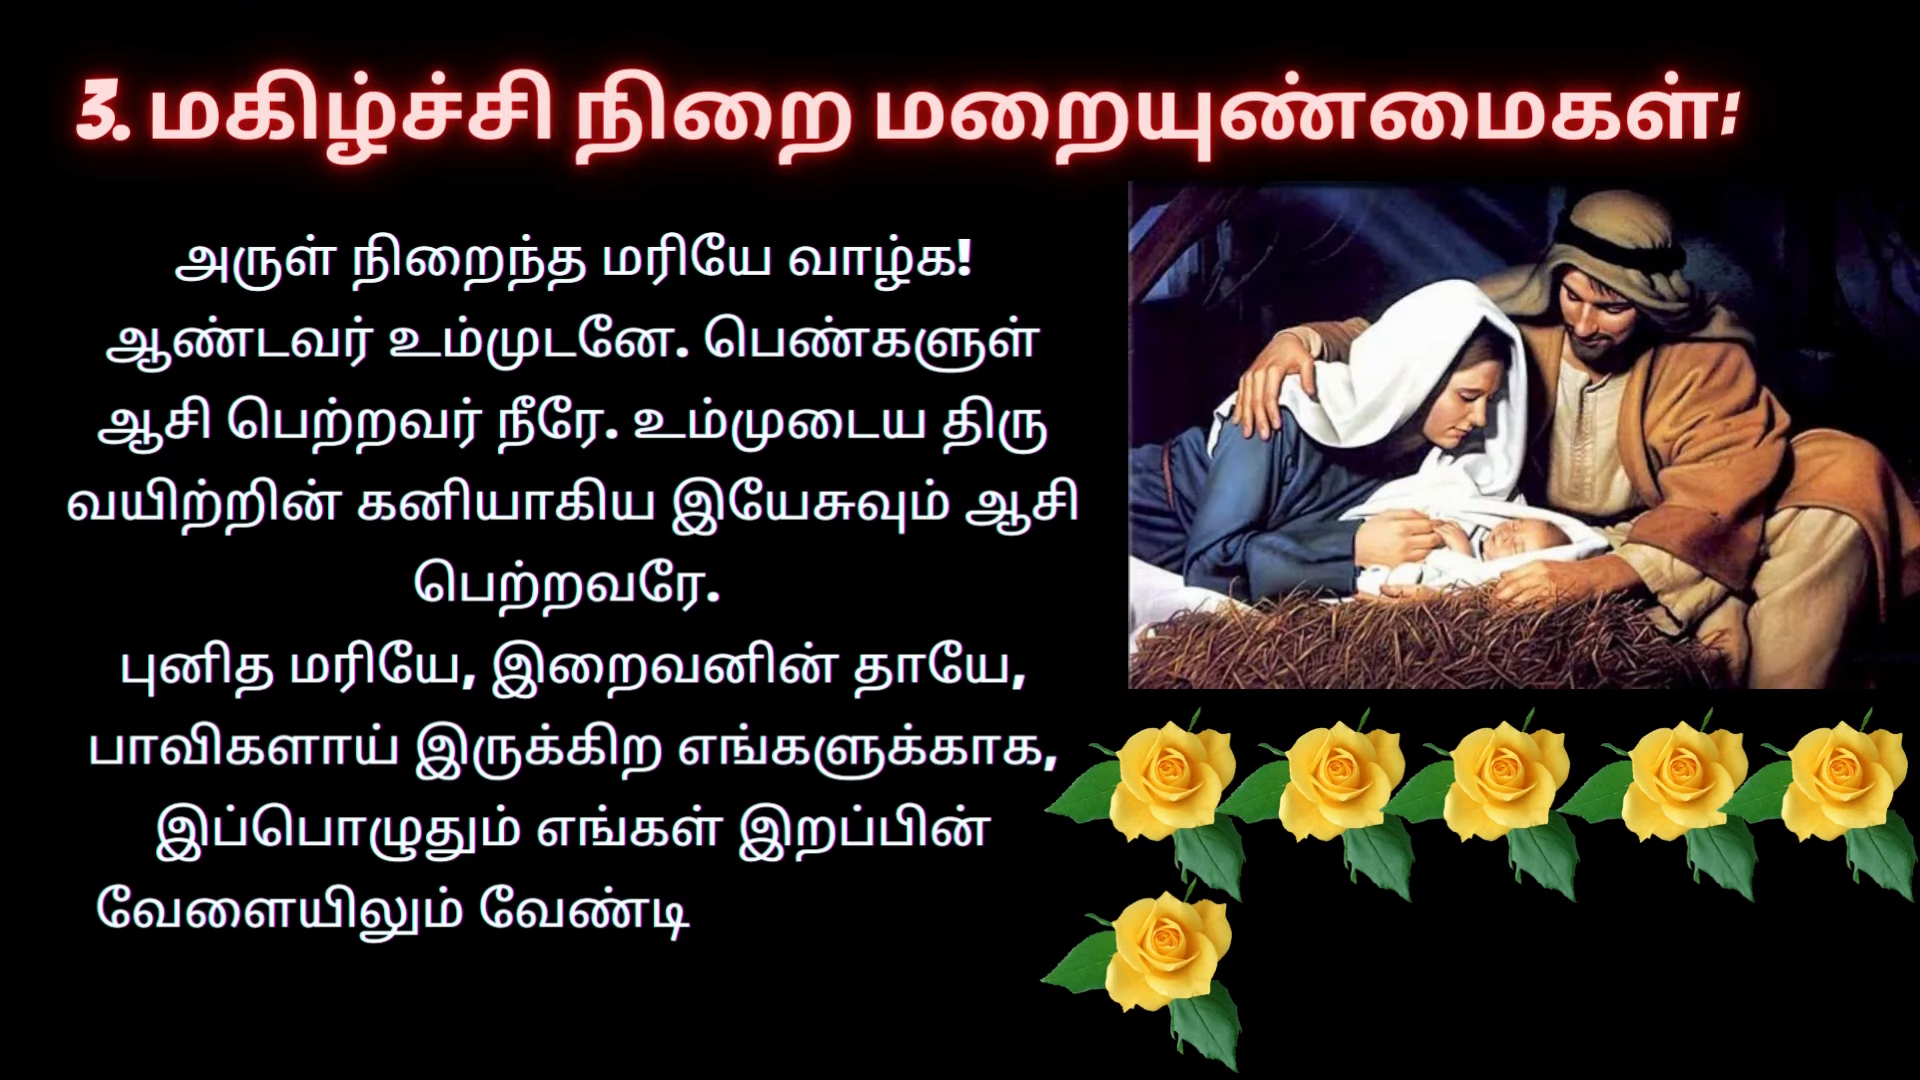 3. மகிழ்ச்சி நிறை மறையுண்மைகள்:
அருள் நிறைந்த மரியே வாழ்க!
ஆண்டவர் உம்முடனே. பெண்களுள்
ஆசி பெற்றவர் நீரே. உம்முடைய திரு
வயிற்றின் கனியாகிய இயேசுவும் ஆசி
பெற்றவரே.
புனித மரியே, இறைவனின் தாயே,
பாவிகளாய் இருக்கிற எங்களுக்காக,
இப்பொழுதும் எங்கள் இறப்பின்
வேளையிலும் வேண்டி